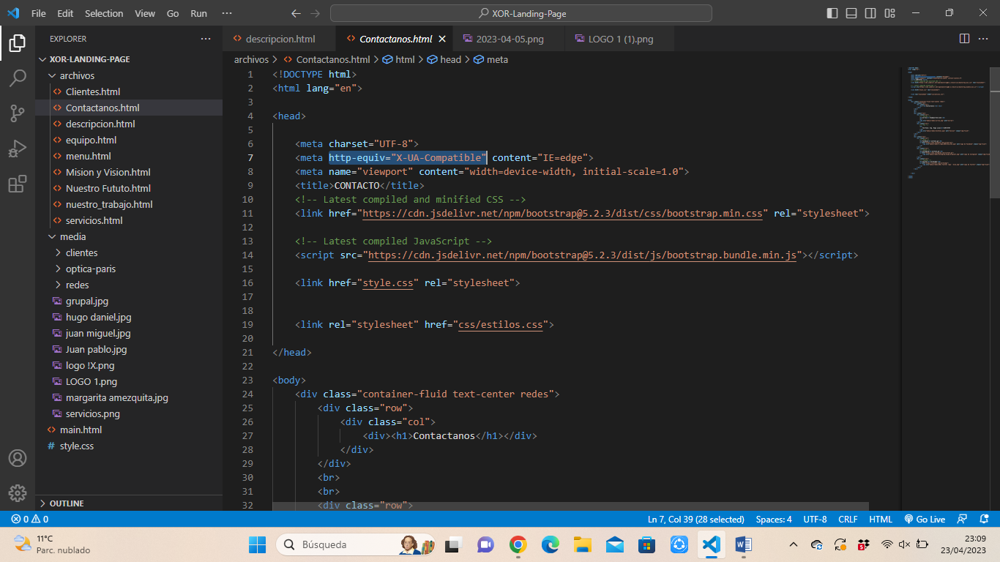 File Edit Selection View Go Run ··· XOR-Landing-Page
EXPLORER ···
XOR-LANDING-PAGE
archivos
Clientes.html
Contactanos.html
descripcion.html
equipo.html
menu.html
Mision y Vision.html
Nuestro Fututo.html
nuestro_trabajo.html
servicios.html
media
clientes
optica-paris
redes
grupal.jpg
hugo daniel.jpg
juan miguel.jpg
Juan pablo.jpg
logo !X.png
LOGO 1.png
margarita amezquita.jpg
servicios.png
main.html
# style.css
OUTLINE
descripcion.html Contactanos.html 2023-04-05.png LOGO 1 (1).png
archivos > Contactanos.html > html > head > meta
1 <!DOCTYPE html>
2 <html lang="en">
3
4 <head>
5
6 <meta charset="UTF-8">
7 <meta http-equiv="X-UA-Compatible" content="IE=edge">
8 <meta name="viewport" content="width=device-width, initial-scale=1.0">
9 <title>CONTACTO</title>
10 <!-- Latest compiled and minified CSS -->
11 <link href="https://cdn.jsdelivr.net/npm/bootstrap@5.2.3/dist/css/bootstrap.min.css" rel="stylesheet">
12
13 <!-- Latest compiled JavaScript -->
14 <script src="https://cdn.jsdelivr.net/npm/bootstrap@5.2.3/dist/js/bootstrap.bundle.min.js"></script>
15
16 <link href="style.css" rel="stylesheet">
17
18
19 <link rel="stylesheet" href="css/estilos.css">
20
21 </head>
22
23 <body>
24 <div class="container-fluid text-center redes">
25 <div class="row">
26 <div class="col">
27 <div><h1>Contactanos</h1></div>
28 </div>
29 </div>
30 <br>
31 <br>
32 <div class="row">
0 0 Ln 7, Col 39 (28 selected) Spaces: 4 UTF-8 CRLF HTML Go Live
11°C
Parc. nublado
Búsqueda
23:09
23/04/2023